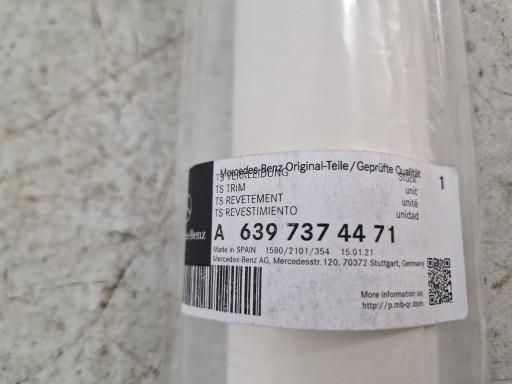 Mercedes-Benz Original-Teile/Geprüfte Qualität
TS VERKLEIDUNG Stück 1
TS TRIM unit
TS REVETEMENT unité
TS REVESTIMIENTO unidad
A 639 737 44 71
Made in SPAIN 1580/2101/354 15.01.21
Mercedes-Benz AG, Mercedesstr. 120, 70372 Stuttgart, Germany
More information on
http://p.mb-qr.com